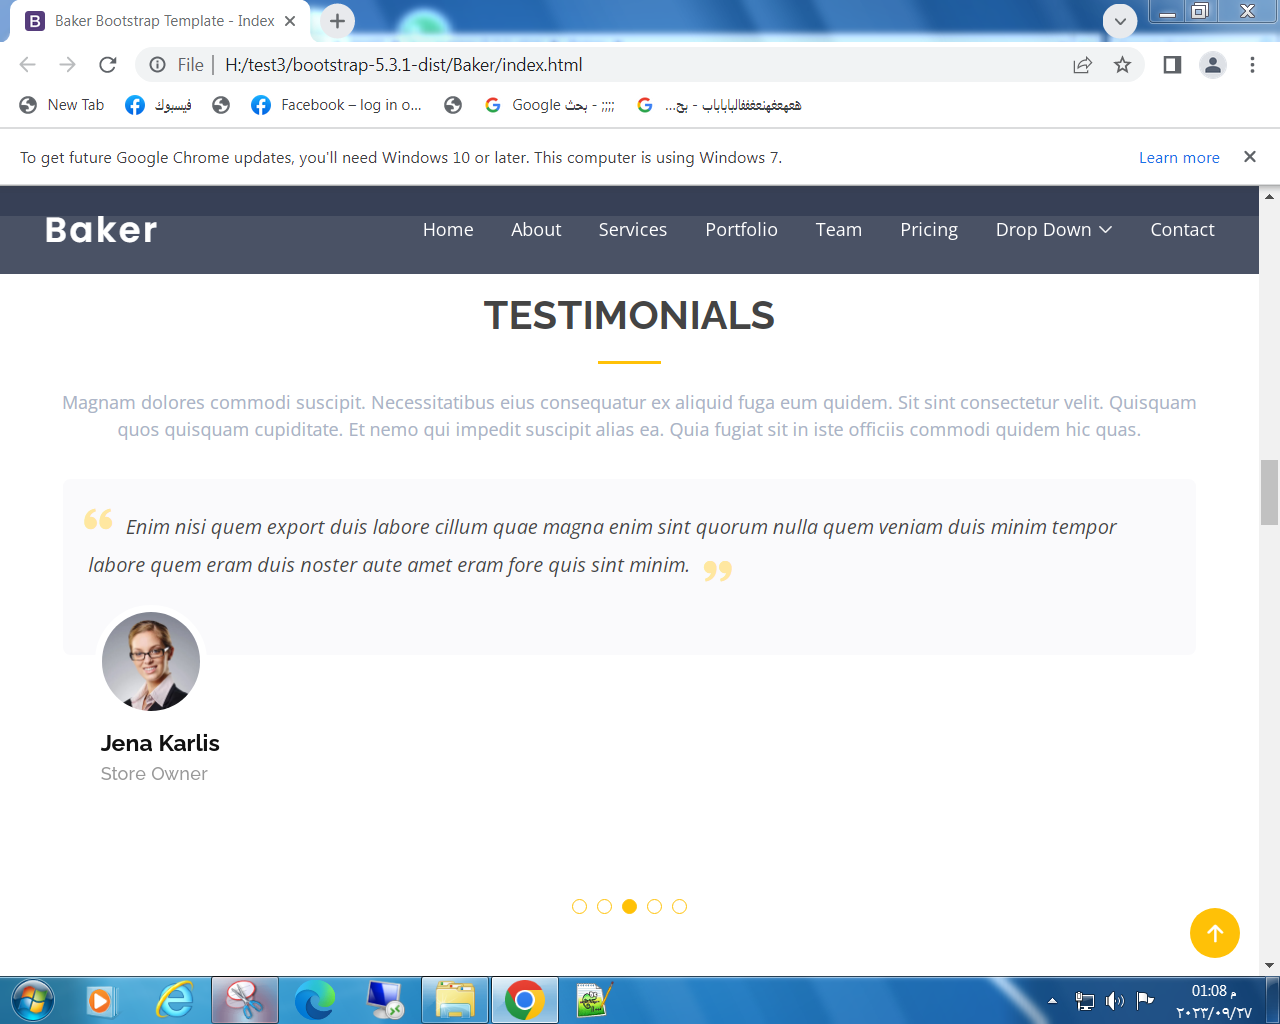 Baker Bootstrap Template - Index
File | H:/test3/bootstrap-5.3.1-dist/Baker/index.html
New Tab
فيسبوك
Facebook – log in o...
;;;; - بحث Google
To get future Google Chrome updates, you'll need Windows 10 or later. This computer is using Windows 7.
Learn more
Baker
Home About Services Portfolio Team Pricing Drop Down Contact
TESTIMONIALS
Magnam dolores commodi suscipit. Necessitatibus eius consequatur ex aliquid fuga eum quidem. Sit sint consectetur velit. Quisquam
quos quisquam cupiditate. Et nemo qui impedit suscipit alias ea. Quia fugiat sit in iste officiis commodi quidem hic quas.
“ Enim nisi quem export duis labore cillum quae magna enim sint quorum nulla quem veniam duis minim tempor
labore quem eram duis noster aute amet eram fore quis sint minim. ”
Jena Karlis
Store Owner
01:08 م
٢٠٢٣/٠٩/٢٧